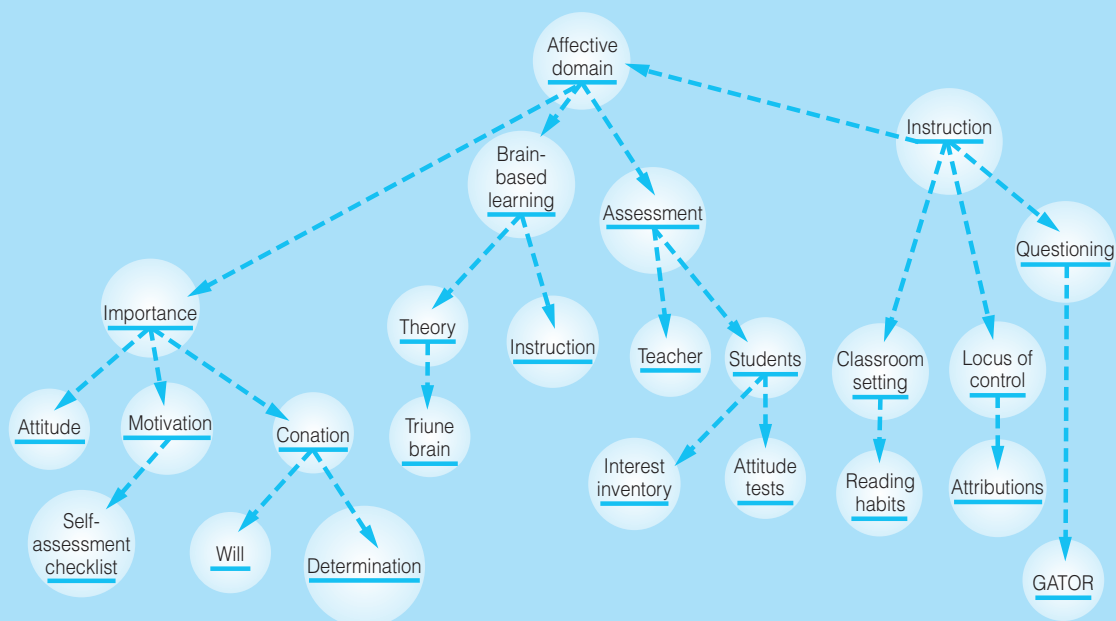 Affective
domain
Instruction
Brain-
based
learning
Assessment
Questioning
Importance
Theory
Instruction
Teacher
Students
Classroom
setting
Locus of
control
Attitude
Motivation
Conation
Triune
brain
Interest
inventory
Attitude
tests
Reading
habits
Attributions
Self-
assessment
checklist
Will
Determination
GATOR